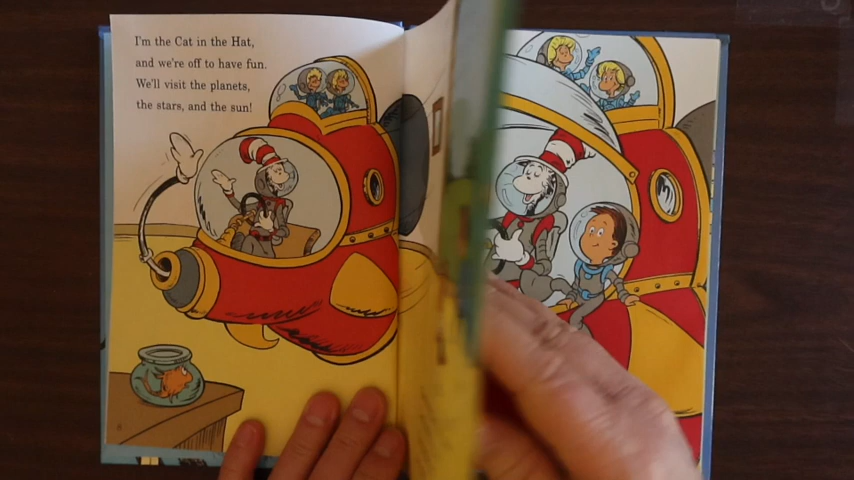 I'm the Cat in the Hat,
and we're off to have fun.
We'll visit the planets,
the stars, and the sun!